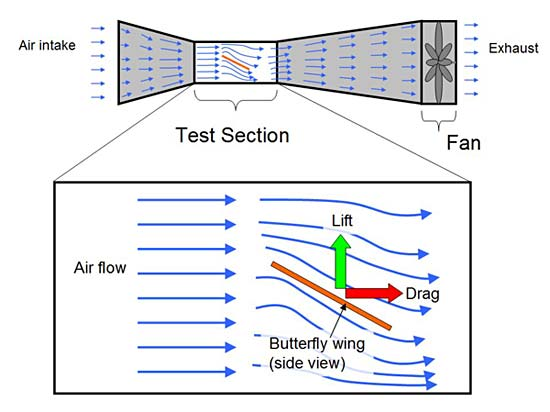 Air intake
Exhaust
Test Section
Fan
Lift
Air flow
Drag
Butterfly wing
(side view)